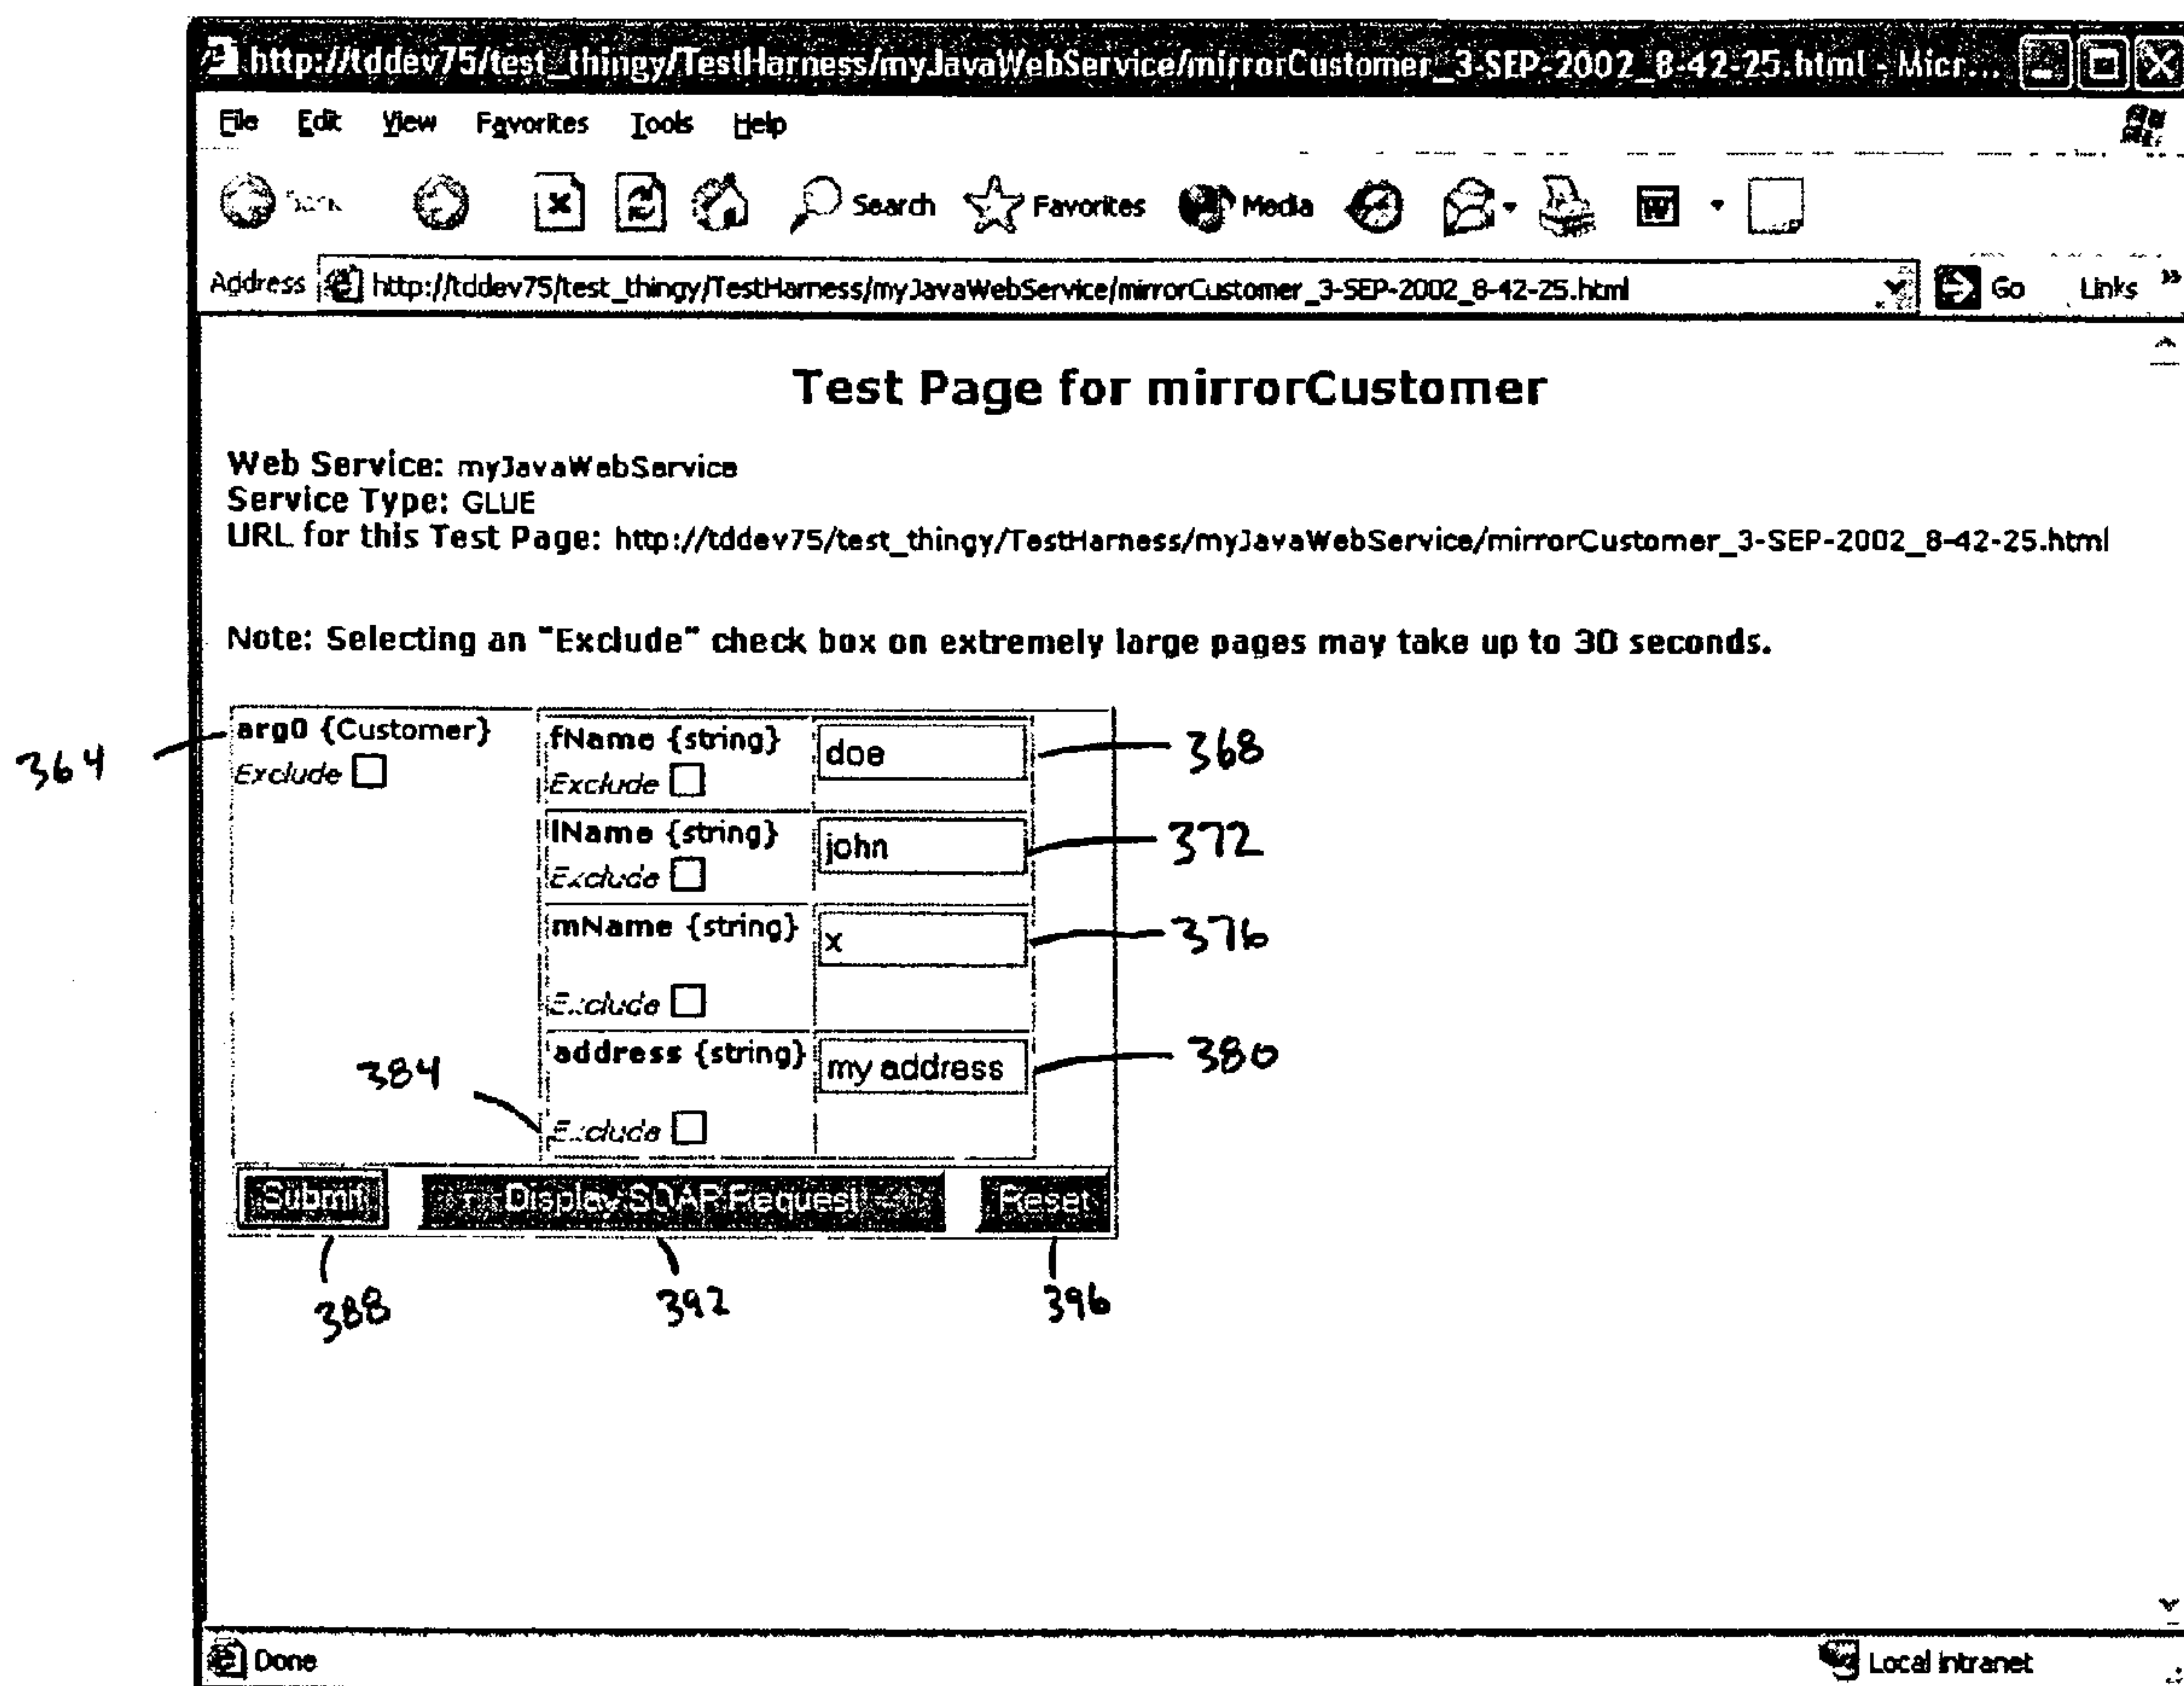 http://tddev75/test_thingy/TestHarness/myJavaWebService/mirrorCustomer_3-SEP-2002_8-42-25.html - Micr...
File Edit View Favorites Tools Help
Search Favorites Media
Address http://tddev75/test_thingy/TestHarness/myJavaWebService/mirrorCustomer_3-SEP-2002_8-42-25.html Go Links »
Test Page for mirrorCustomer
Web Service: myJavaWebService
Service Type: GLUE
URL for this Test Page: http://tddev75/test_thingy/TestHarness/myJavaWebService/mirrorCustomer_3-SEP-2002_8-42-25.html
Note: Selecting an "Exclude" check box on extremely large pages may take up to 30 seconds.
364
arg0 {Customer}
Exclude
fName {string} doe 368
Exclude
lName {string} john 372
Exclude
mName {string} x 376
Exclude
address {string} my address 380
384
Exclude
Submit Display SOAP Request Reset
388 392 396
Done Local intranet